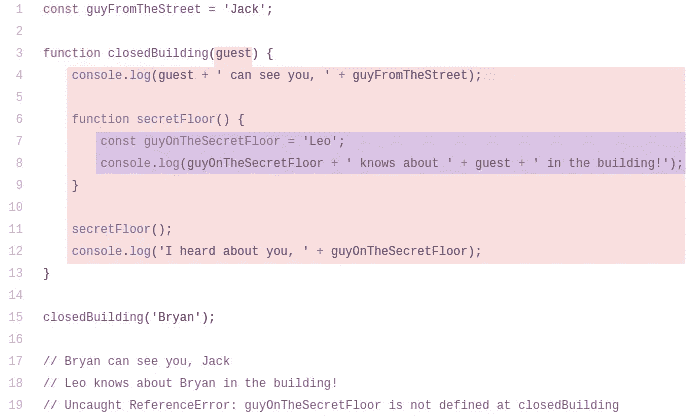 1 const guyFromTheStreet = 'Jack';
2
3 function closedBuilding(guest) {
4 console.log(guest + ' can see you, ' + guyFromTheStreet);
5
6 function secretFloor() {
7 const guyOnTheSecretFloor = 'Leo';
8 console.log(guyOnTheSecretFloor + ' knows about ' + guest + ' in the building!');
9 }
10
11 secretFloor();
12 console.log('I heard about you, ' + guyOnTheSecretFloor);
13 }
14
15 closedBuilding('Bryan');
16
17 // Bryan can see you, Jack
18 // Leo knows about Bryan in the building!
19 // Uncaught ReferenceError: guyOnTheSecretFloor is not defined at closedBuilding